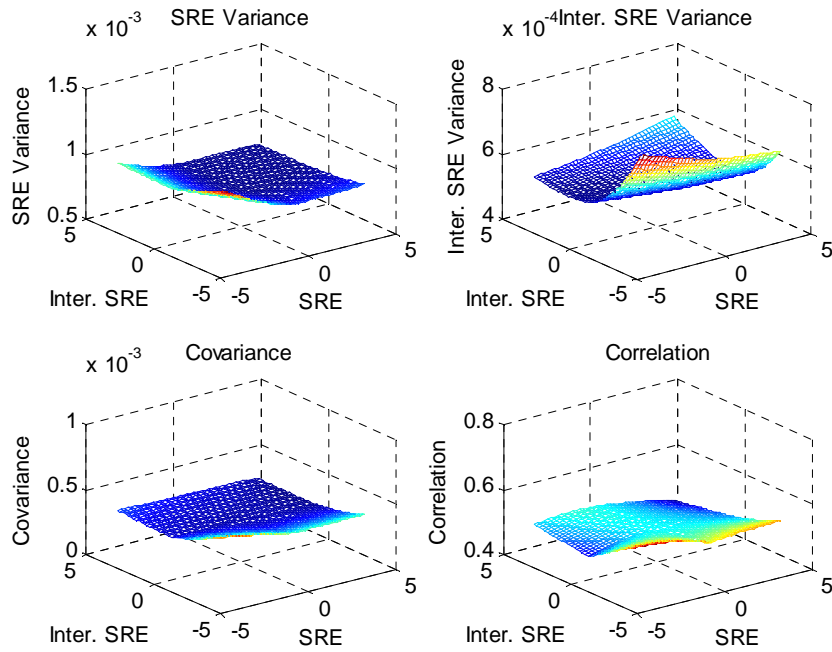 x 10-3
SRE Variance
1.5
1
0.5
SRE Variance
5
0
-5
Inter. SRE
-5
0
5
SRE
x 10-4
Inter. SRE Variance
8
6
4
Inter. SRE Variance
5
0
-5
Inter. SRE
-5
0
5
SRE
x 10-3
Covariance
1
0.5
0
Covariance
5
0
-5
Inter. SRE
-5
0
5
SRE
Correlation
0.8
0.6
0.4
Correlation
5
0
-5
Inter. SRE
-5
0
5
SRE